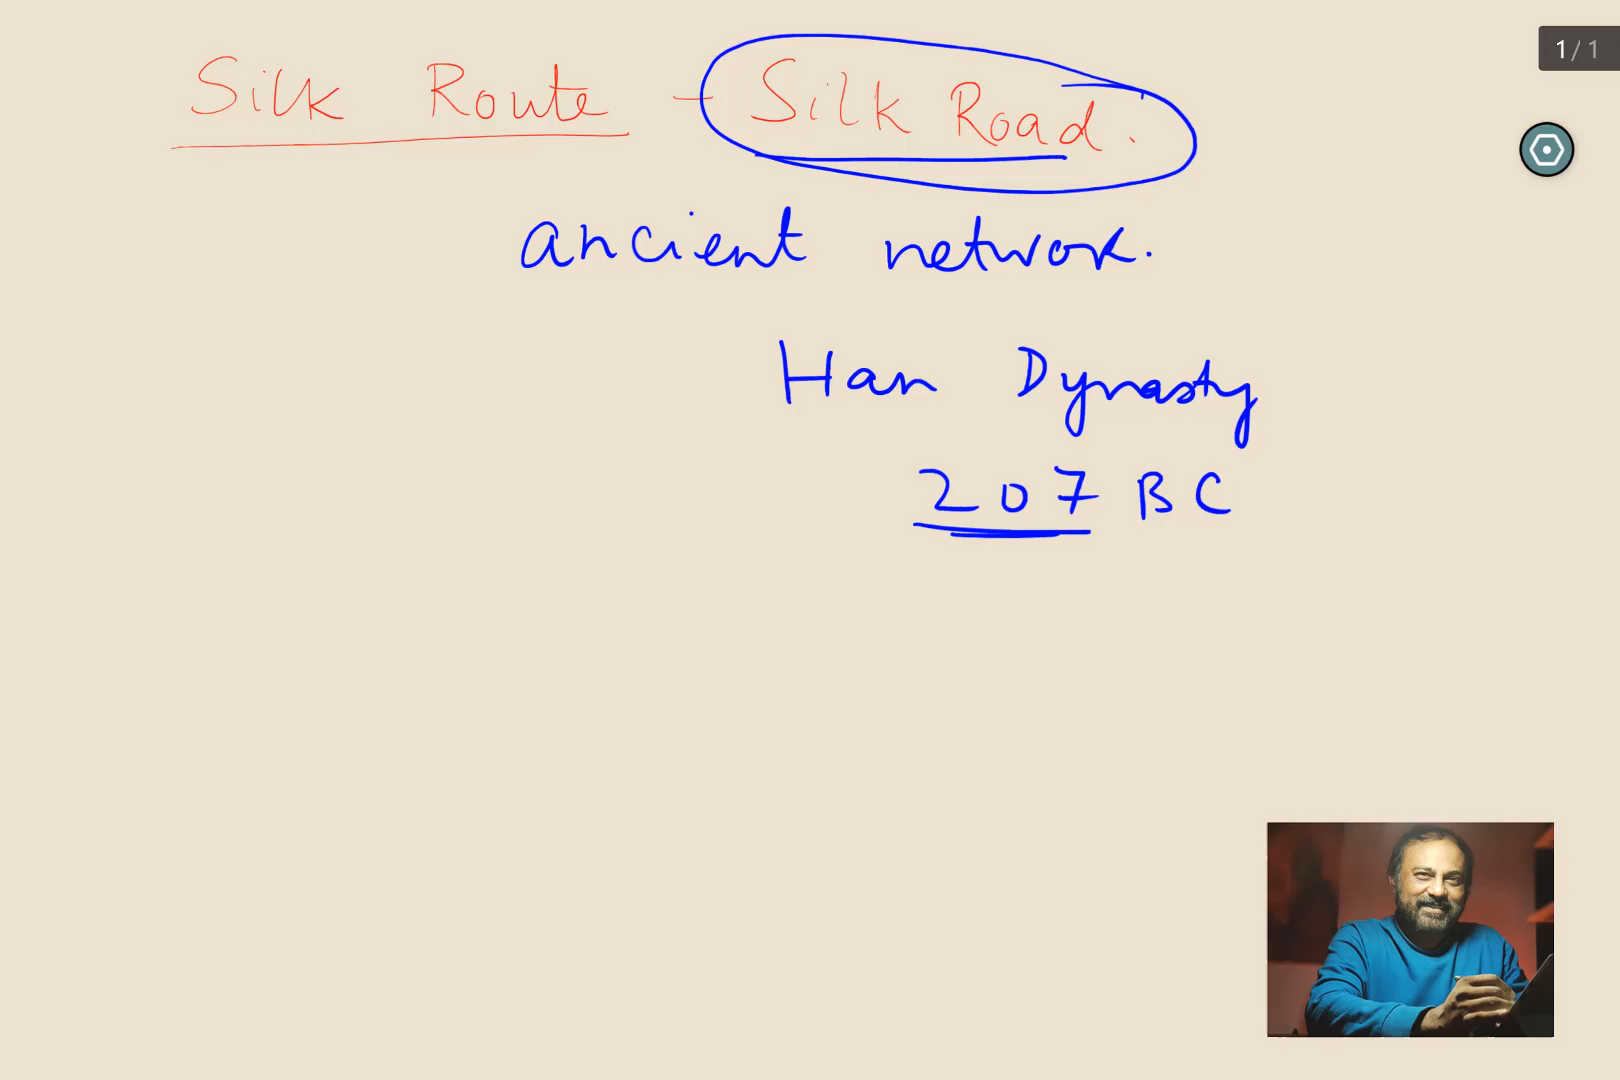 1 / 1
Silk Route - Silk Road.
ancient network.
Han Dynasty
207 BC